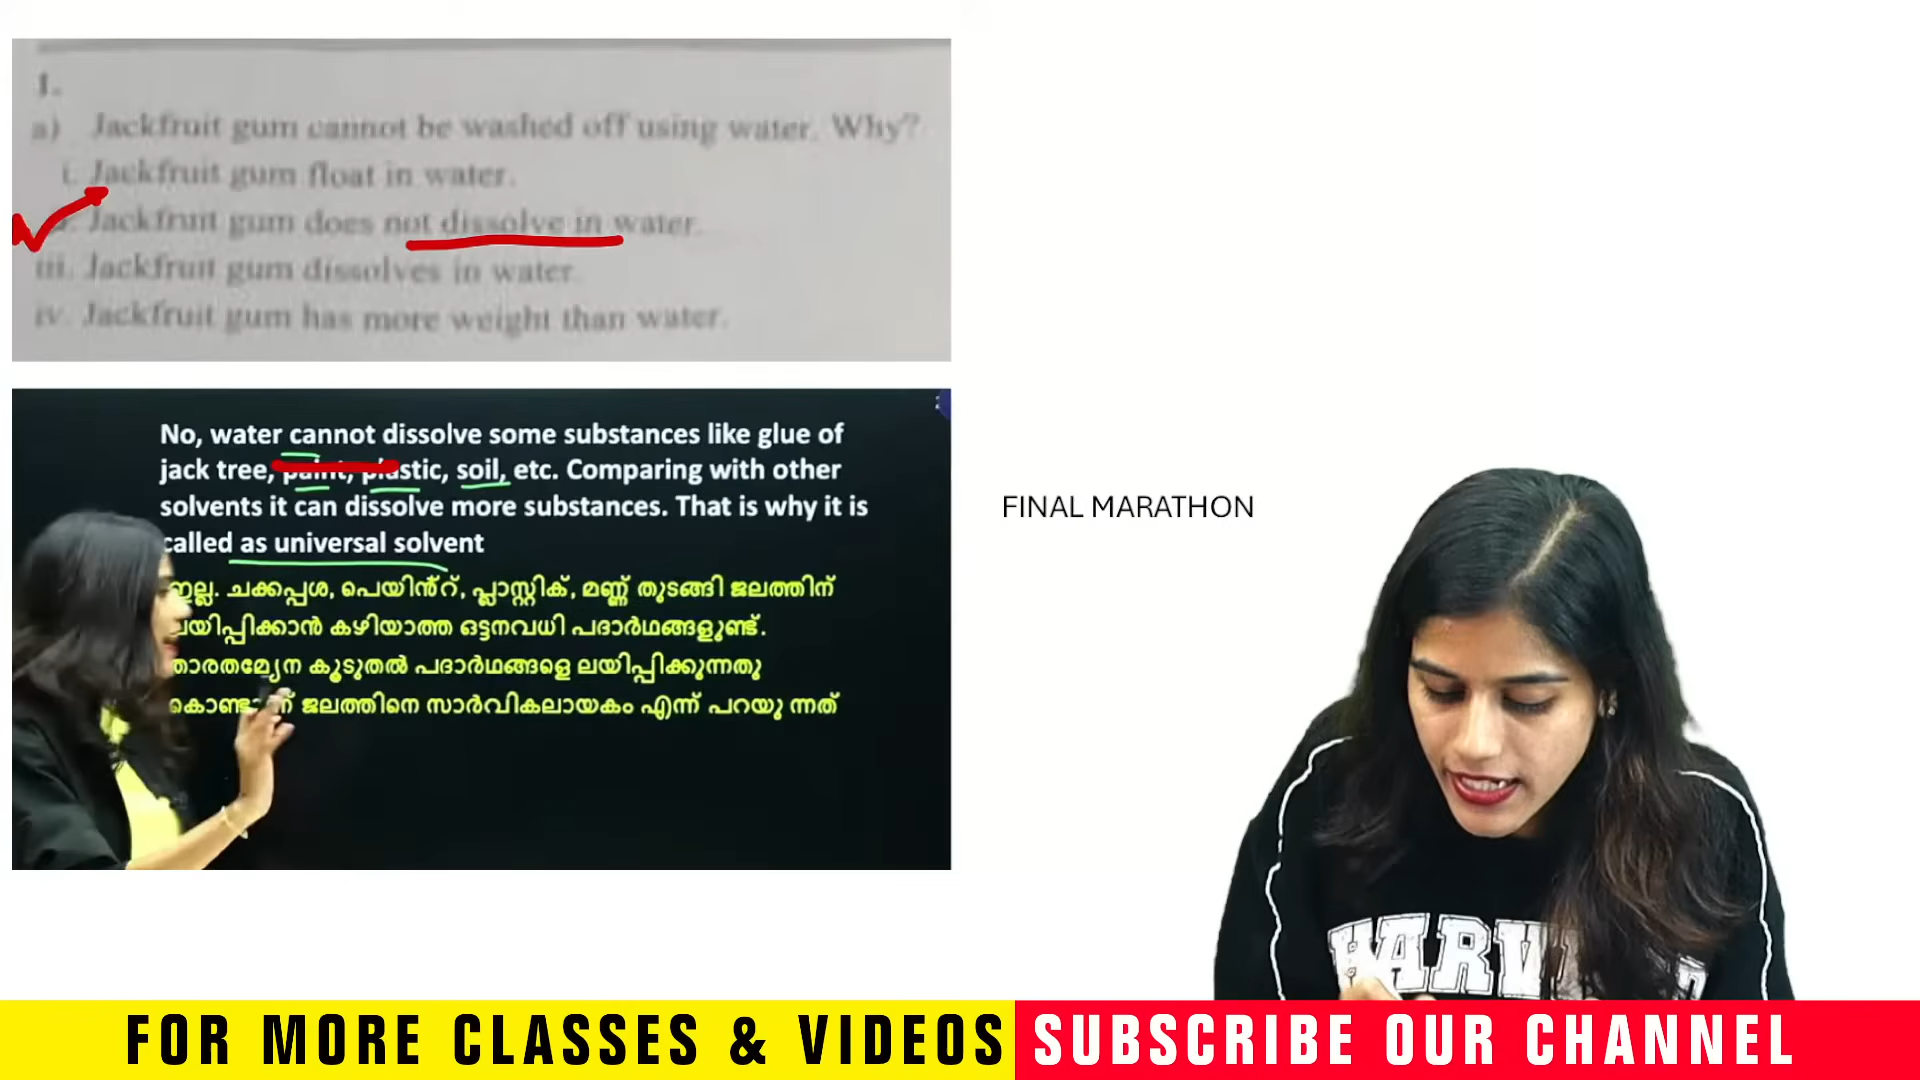 1.
a) Jackfruit gum cannot be washed off using water. Why?
i. Jackfruit gum float in water.
Jackfruit gum does not dissolve in water.
iii. Jackfruit gum dissolves in water.
iv. Jackfruit gum has more weight than water.
No, water cannot dissolve some substances like glue of
jack tree, paint, plastic, soil, etc. Comparing with other
solvents it can dissolve more substances. That is why it is
called as universal solvent
ഇല്ല. ചക്കപ്പശ, പെയിൻ്റ്, പ്ലാസ്റ്റിക്, മണ്ണ് തുടങ്ങി ജലത്തിന്
കഴിയാത്ത ഒട്ടനവധി പദാർഥങ്ങളുണ്ട്.
താരതമ്യേന കൂടുതൽ പദാർഥങ്ങളെ ലയിപ്പിക്കുന്നതു
ജലത്തിനെ സാർവികലായകം എന്ന് പറയു ന്നത്
FINAL MARATHON
FOR MORE CLASSES & VIDEOS SUBSCRIBE OUR CHANNEL